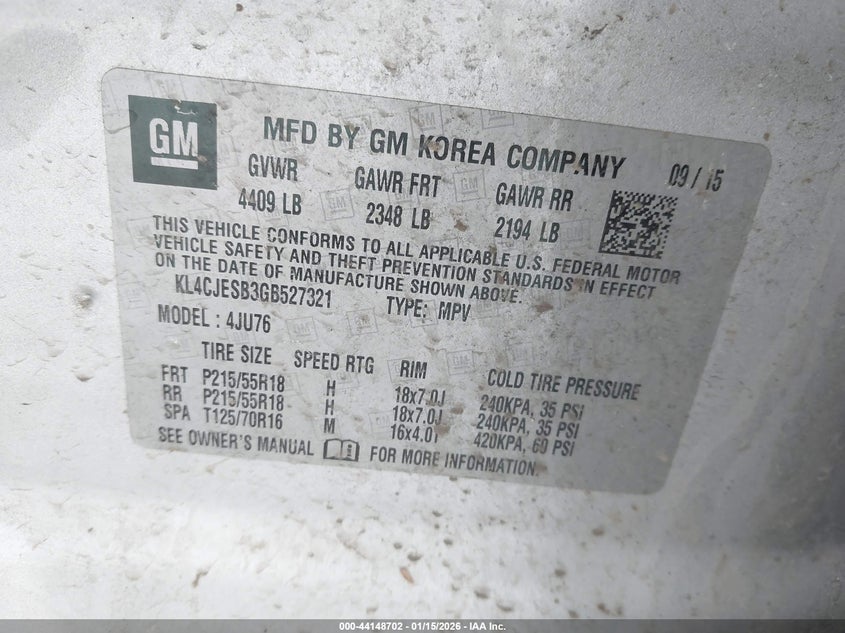 GM
MFD BY GM KOREA COMPANY 09/15
GVWR GAWR FRT GAWR RR
4409 LB 2348 LB 2194 LB
THIS VEHICLE CONFORMS TO ALL APPLICABLE U.S. FEDERAL MOTOR
VEHICLE SAFETY AND THEFT PREVENTION STANDARDS IN EFFECT
ON THE DATE OF MANUFACTURE SHOWN ABOVE.
KL4CJESB3GB527321 TYPE: MPV
MODEL : 4JU76
TIRE SIZE SPEED RTG RIM COLD TIRE PRESSURE
FRT P215/55R18 H 18x7.0J 240KPA, 35 PSI
RR P215/55R18 H 18x7.0J 240KPA, 35 PSI
SPA T125/70R16 M 16x4.0T 420KPA, 60 PSI
SEE OWNER'S MANUAL FOR MORE INFORMATION.
000-44148702 - 01/15/2026 - IAA Inc.